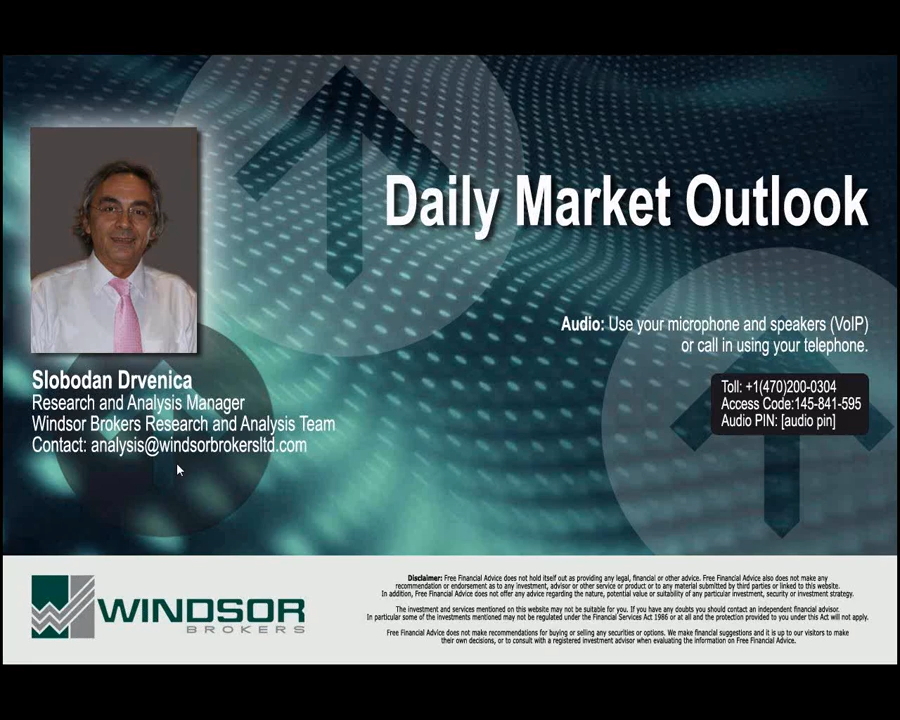 Daily Market Outlook
Audio: Use your microphone and speakers (VoIP)
or call in using your telephone.
Toll: +1(470)200-0304
Access Code:145-841-595
Audio PIN: [audio pin]
Slobodan Drvenica
Research and Analysis Manager
Windsor Brokers Research and Analysis Team
Contact: analysis@windsorbrokersltd.com
WINDSOR
BROKERS
Disclaimer: Free Financial Advice does not hold itself out as providing any legal, financial or other advice. Free Financial Advice also does not make any
recommendation or endorsement as to any investment, advisor or other service or product or to any material submitted by third parties or linked to this website.
In addition, Free Financial Advice does not offer any advice regarding the nature, potential value or suitability of any particular investment, security or investment strategy.
The investment and services mentioned on this website may not be suitable for you. If you have any doubts you should contact an independent financial advisor.
In particular some of the investments mentioned may not be regulated under the Financial Services Act 1986 or at all and the protection provided to you under this Act will not apply.
Free Financial Advice does not make recommendations for buying or selling any securities or options. We make financial suggestions and it is up to our visitors to make
their own decisions, or to consult with a registered investment advisor when evaluating the information on Free Financial Advice.